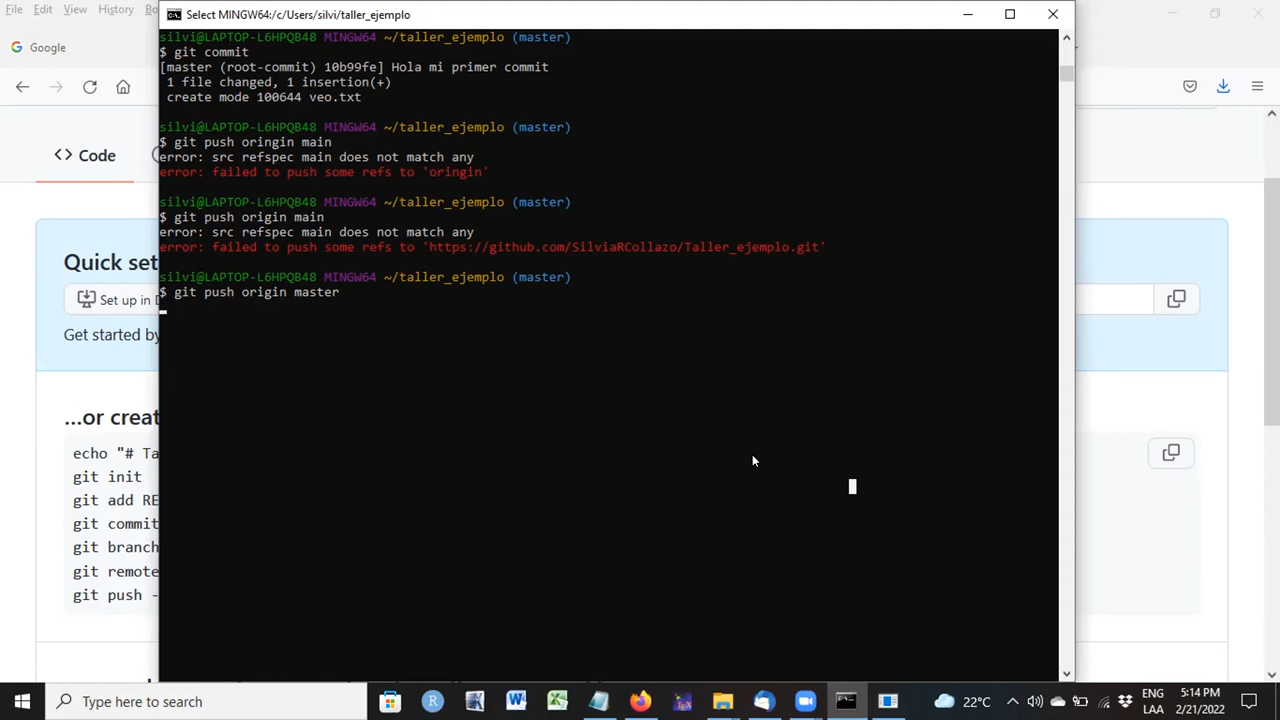 File Edit View History Bo
Select MINGW64:/c/Users/silvi/taller_ejemplo
Google
silvi@LAPTOP-L6HPQB48 MINGW64 ~/taller_ejemplo (master)
$ git commit
[master (root-commit) 10b99fe] Hola mi primer commit
1 file changed, 1 insertion(+)
create mode 100644 veo.txt
silvi@LAPTOP-L6HPQB48 MINGW64 ~/taller_ejemplo (master)
$ git push oringin main
error: src refspec main does not match any
error: failed to push some refs to 'oringin'
silvi@LAPTOP-L6HPQB48 MINGW64 ~/taller_ejemplo (master)
$ git push origin main
error: src refspec main does not match any
error: failed to push some refs to 'https://github.com/SilviaRCollazo/Taller_ejemplo.git'
silvi@LAPTOP-L6HPQB48 MINGW64 ~/taller_ejemplo (master)
$ git push origin master
<> Code
Quick set
Set up in D
Get started by
...or creat
echo "# Ta
git init
git add RE
git commit
git branch
git remote
git push -
Type here to search
22°C
ENG
LAA
5:14 PM
2/21/2022